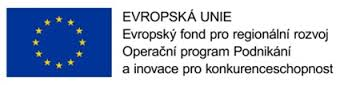 EVROPSKÁ UNIE
Evropský fond pro regionální rozvoj
Operační program Podnikání
a inovace pro konkurenceschopnost